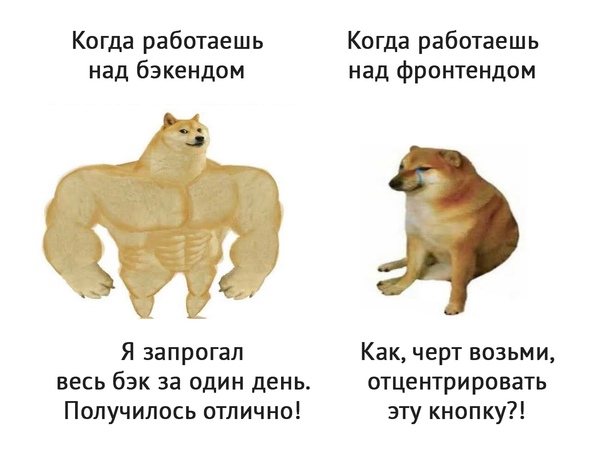 Когда работаешь
над бэкендом
Когда работаешь
над фронтендом
Я запрогал
весь бэк за один день.
Получилось отлично!
Как, черт возьми,
отцентрировать
эту кнопку?!